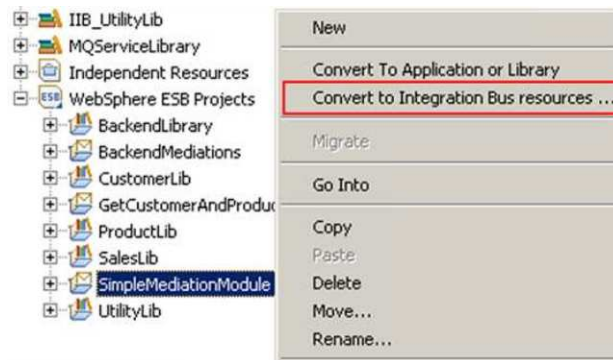 IIB_UtilityLib
MQServiceLibrary
Independent Resources
ESB WebSphere ESB Projects
BackendLibrary
BackendMediations
CustomerLib
GetCustomerAndProduc
ProductLib
SalesLib
SimpleMediationModule
UtilityLib
New
Convert To Application or Library
Convert to Integration Bus resources ...
Migrate
Go Into
Copy
Paste
Delete
Move...
Rename...